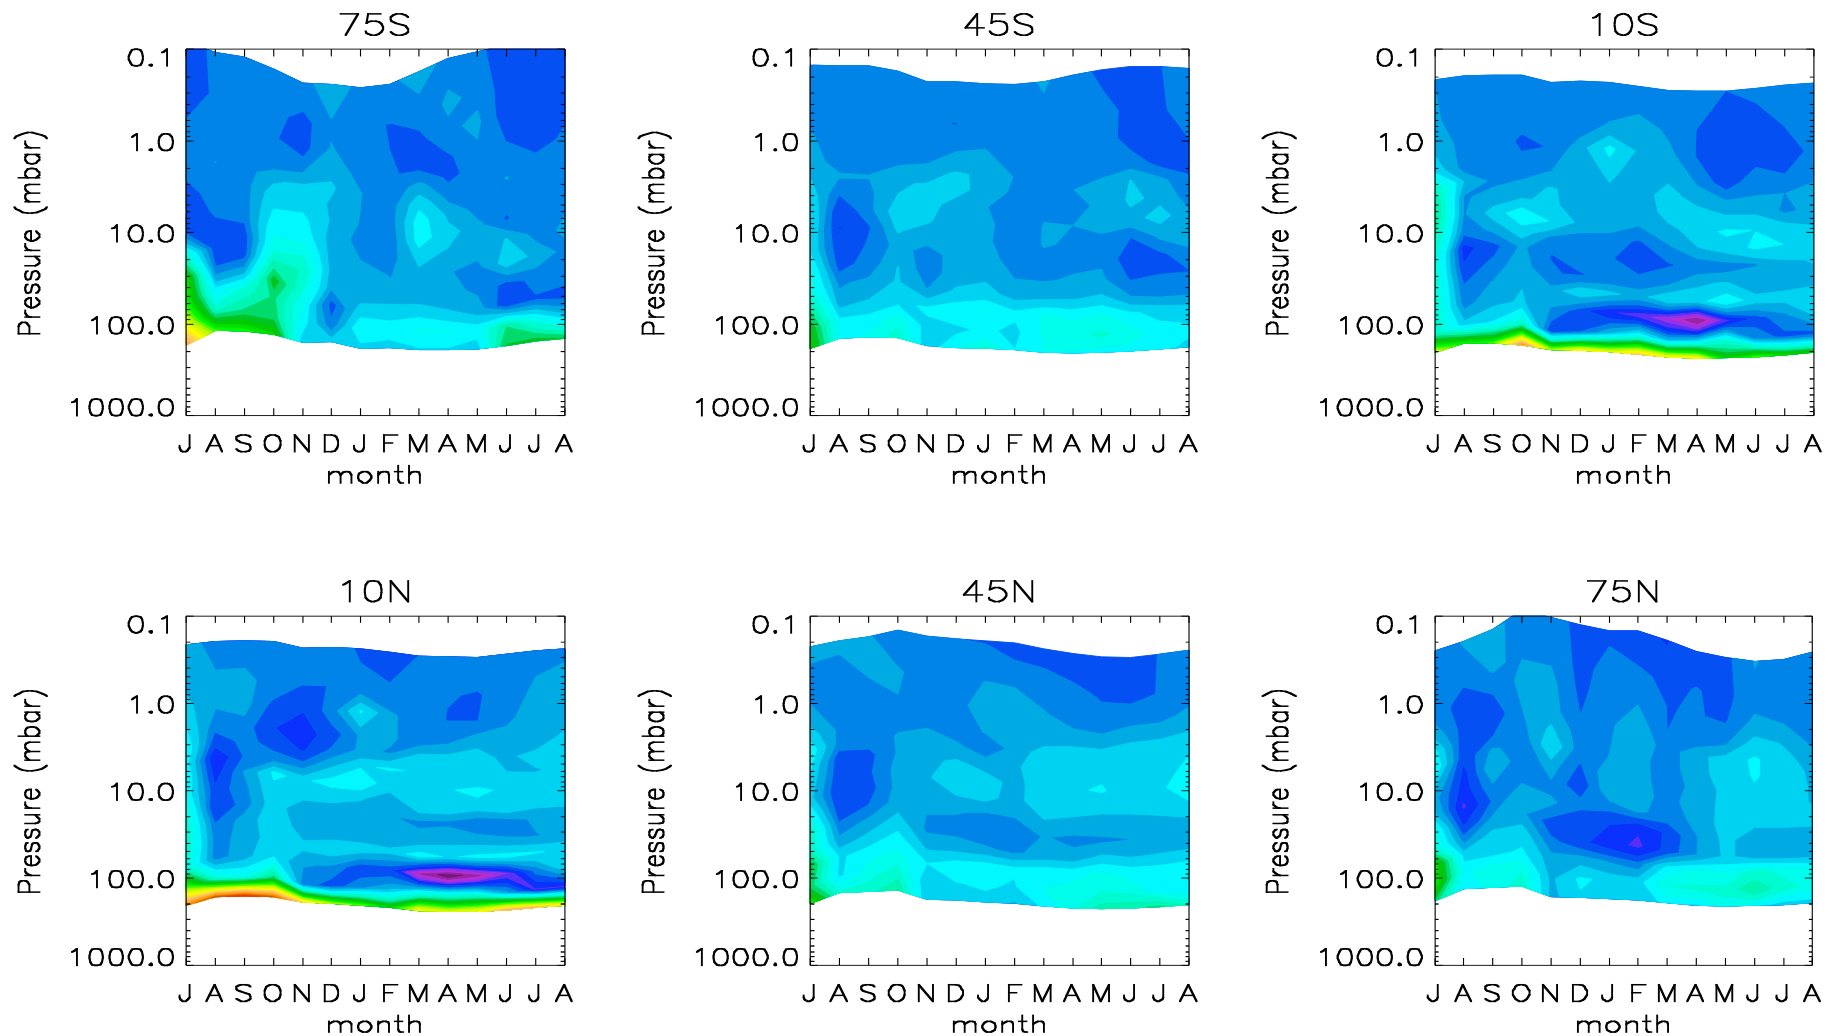 75S
45S
10S
Pressure (mbar)
0.1
1.0
10.0
100.0
1000.0
J A S O N D J F M A M J J A
month
Pressure (mbar)
0.1
1.0
10.0
100.0
1000.0
J A S O N D J F M A M J J A
month
Pressure (mbar)
0.1
1.0
10.0
100.0
1000.0
J A S O N D J F M A M J J A
month
10N
45N
75N
Pressure (mbar)
0.1
1.0
10.0
100.0
1000.0
J A S O N D J F M A M J J A
month
Pressure (mbar)
0.1
1.0
10.0
100.0
1000.0
J A S O N D J F M A M J J A
month
Pressure (mbar)
0.1
1.0
10.0
100.0
1000.0
J A S O N D J F M A M J J A
month